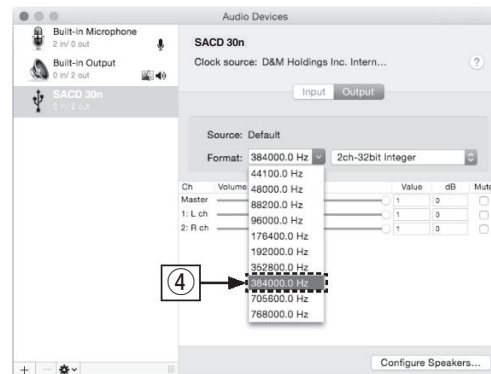 Audio Devices
Built-in Microphone
2 in/ 0 out
Built-in Output
0 in/ 2 out
SACD 30n
0 in/ 2 out
SACD 30n
Clock source: D&M Holdings Inc. Intern...
?
Input Output
Source: Default
Format: 384000.0 Hz 2ch-32bit Integer
44100.0 Hz
48000.0 Hz
88200.0 Hz
96000.0 Hz
176400.0 Hz
192000.0 Hz
352800.0 Hz
④ 384000.0 Hz
705600.0 Hz
768000.0 Hz
Ch Volume Value dB Mute
Master 1 0
1: L ch 1 0
2: R ch 1 0
Configure Speakers...